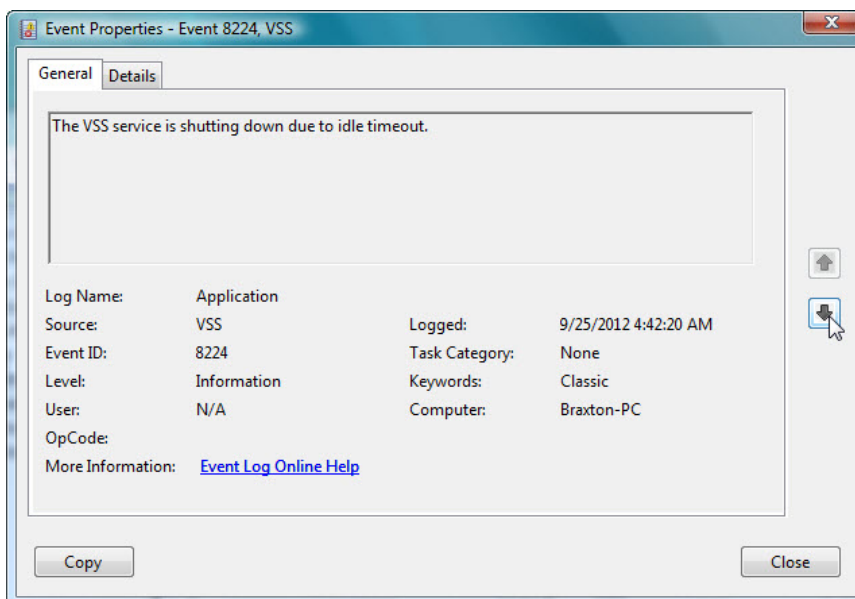 Event Properties - Event 8224, VSS
General Details
The VSS service is shutting down due to idle timeout.
Log Name: Application
Source: VSS Logged: 9/25/2012 4:42:20 AM
Event ID: 8224 Task Category: None
Level: Information Keywords: Classic
User: N/A Computer: Braxton-PC
OpCode:
More Information: Event Log Online Help
Copy Close